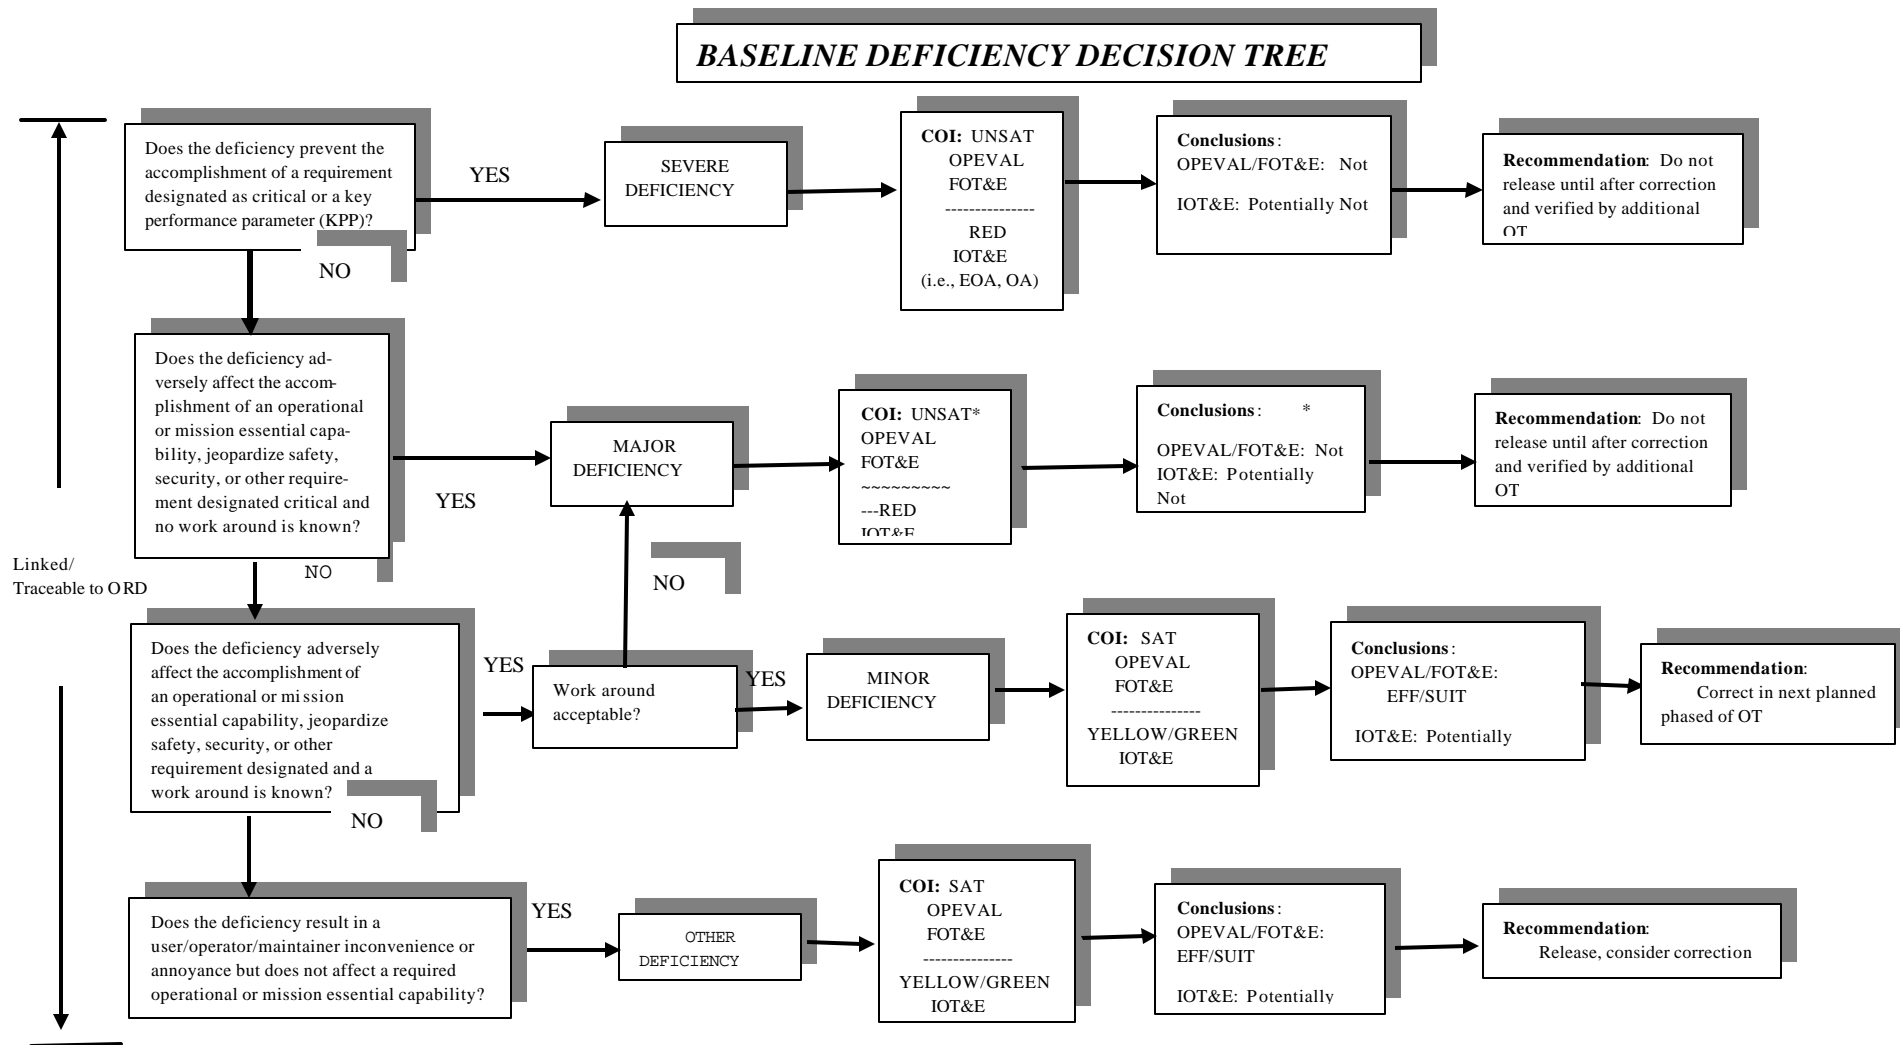 BASELINE DEFICIENCY DECISION TREE
Does the deficiency prevent the
accomplishment of a requirement
designated as critical or a key
performance parameter (KPP)?
YES
NO
SEVERE
DEFICIENCY
COI: UNSAT
OPEVAL
FOT&E
---------------
RED
IOT&E
(i.e., EOA, OA)
Conclusions:
OPEVAL/FOT&E: Not
IOT&E: Potentially Not
Recommendation: Do not
release until after correction
and verified by additional
OT
Does the deficiency ad-
versely affect the accom-
plishment of an operational
or mission essential capa-
bility, jeopardize safety,
security, or other require-
ment designated critical and
no work around is known?
YES
NO
MAJOR
DEFICIENCY
COI: UNSAT*
OPEVAL
FOT&E
~~~~~~~~~
---RED
IOT&E
Conclusions: *
OPEVAL/FOT&E: Not
IOT&E: Potentially
Not
Recommendation: Do not
release until after correction
and verified by additional
OT
Linked/
Traceable to ORD
Does the deficiency adversely
affect the accomplishment of
an operational or mission
essential capability, jeopardize
safety, security, or other
requirement designated and a
work around is known?
YES
NO
Work around
acceptable?
NO
YES
MINOR
DEFICIENCY
COI: SAT
OPEVAL
FOT&E
---------------
YELLOW/GREEN
IOT&E
Conclusions:
OPEVAL/FOT&E:
EFF/SUIT
IOT&E: Potentially
Recommendation:
Correct in next planned
phased of OT
Does the deficiency result in a
user/operator/maintainer inconvenience or
annoyance but does not affect a required
operational or mission essential capability?
YES
OTHER
DEFICIENCY
COI: SAT
OPEVAL
FOT&E
---------------
YELLOW/GREEN
IOT&E
Conclusions:
OPEVAL/FOT&E:
EFF/SUIT
IOT&E: Potentially
Recommendation:
Release, consider correction